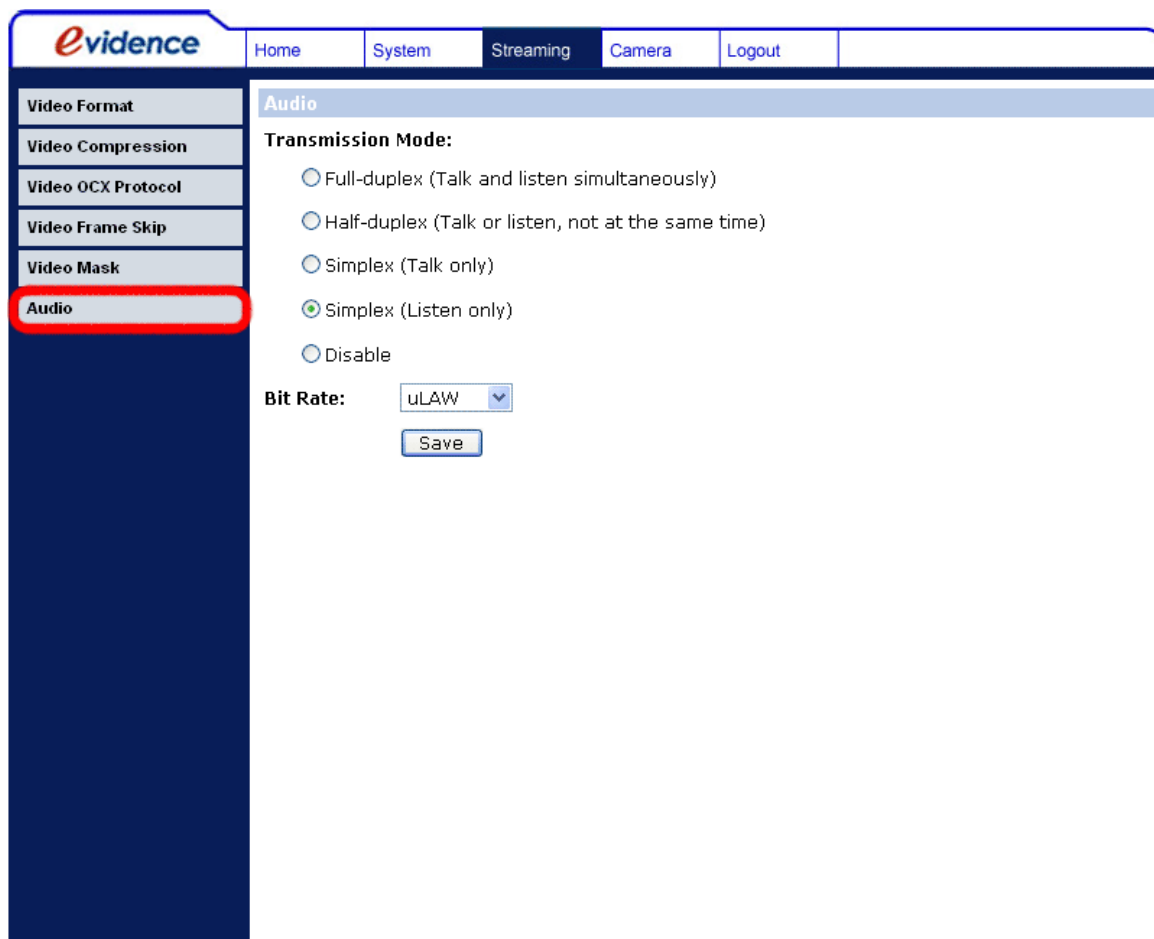 evidence
Home System Streaming Camera Logout
Video Format
Video Compression
Video OCX Protocol
Video Frame Skip
Video Mask
Audio
Audio
Transmission Mode:
Full-duplex (Talk and listen simultaneously)
Half-duplex (Talk or listen, not at the same time)
Simplex (Talk only)
Simplex (Listen only)
Disable
Bit Rate: uLAW
Save